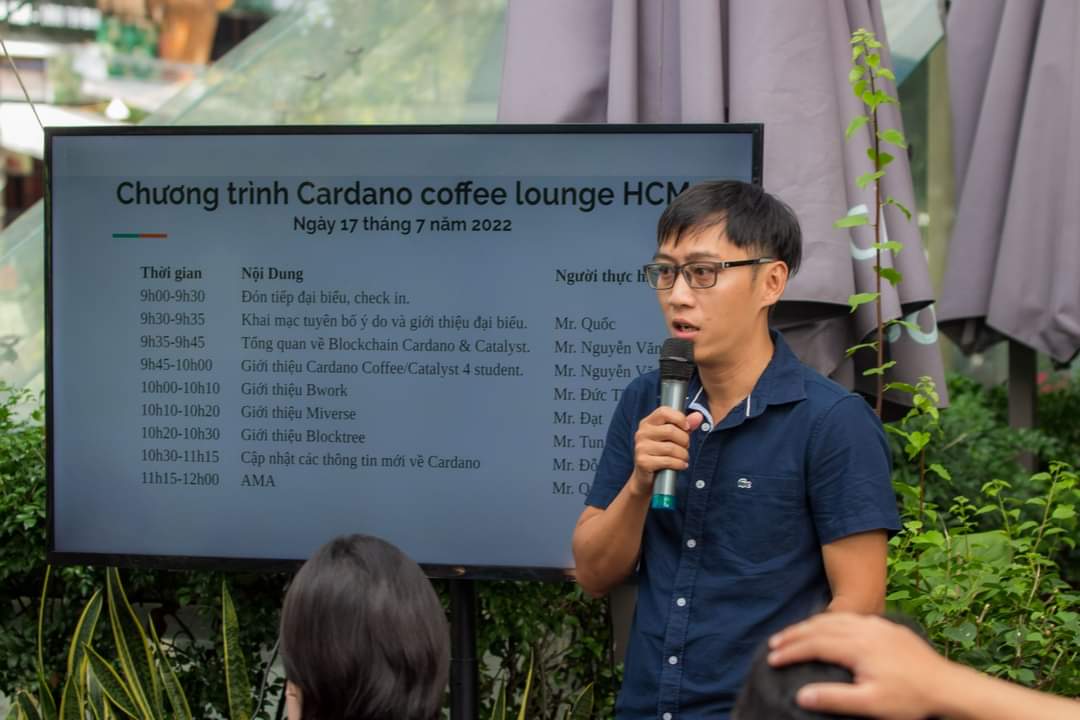 Chương trình Cardano coffee lounge HCM
Ngày 17 tháng 7 năm 2022
Thời gian Nội Dung Người thực
9h00-9h30 Đón tiếp đại biểu, check in.
9h30-9h35 Khai mạc tuyên bố ý do và giới thiệu đại biểu. Mr. Quốc
9h35-9h45 Tổng quan về Blockchain Cardano & Catalyst. Mr. Nguyễn Văn
9h45-10h00 Giới thiệu Cardano Coffee/Catalyst 4 student. Mr. Nguyễn
10h00-10h10 Giới thiệu Bwork Mr. Đức
10h10-10h20 Giới thiệu Miverse Mr. Đạt
10h20-10h30 Giới thiệu Blocktree Mr.
10h30-11h15 Cập nhật các thông tin mới về Cardano Mr.
11h15-12h00 AMA Mr.